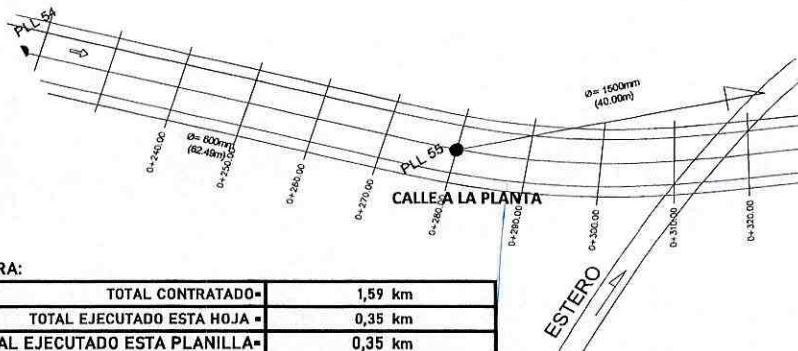 PLL 54
Ø= 1500mm
(40.00m)
Ø= 600mm
(62.49m)
PLL 55
CALLE A LA PLANTA
0+240.00
0+250.00
0+260.00
0+270.00
0+280.00
0+290.00
0+300.00
0+310.00
0+320.00
ESTERO
RA:
TOTAL CONTRATADO= 1,59 km
TOTAL EJECUTADO ESTA HOJA = 0,35 km
AL EJECUTADO ESTA PLANILLA= 0,35 km